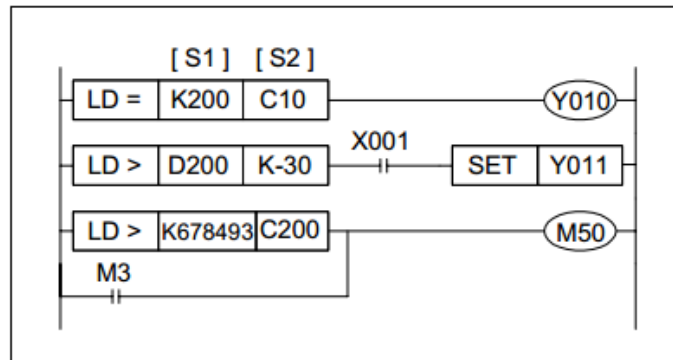 [ S1 ] [ S2 ]
LD = K200 C10 Y010
LD > D200 K-30 X001 SET Y011
LD > K678493 C200 M50
M3